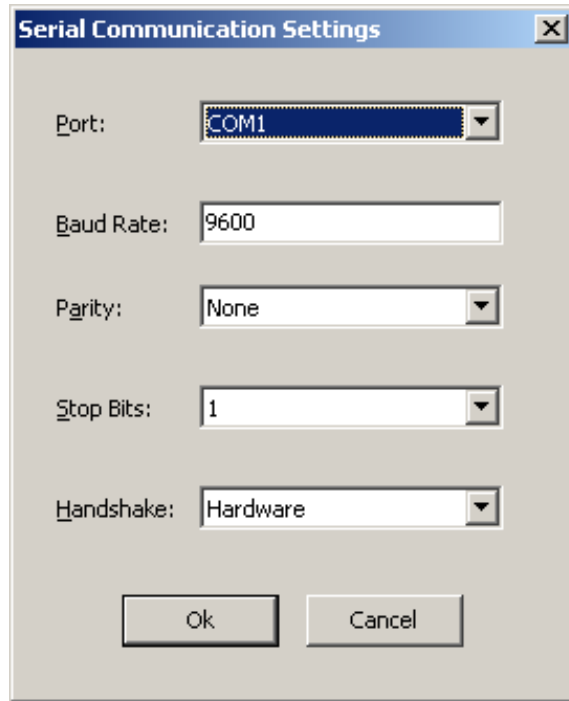 Serial Communication Settings
Port: COM1
Baud Rate: 9600
Parity: None
Stop Bits: 1
Handshake: Hardware
Ok Cancel